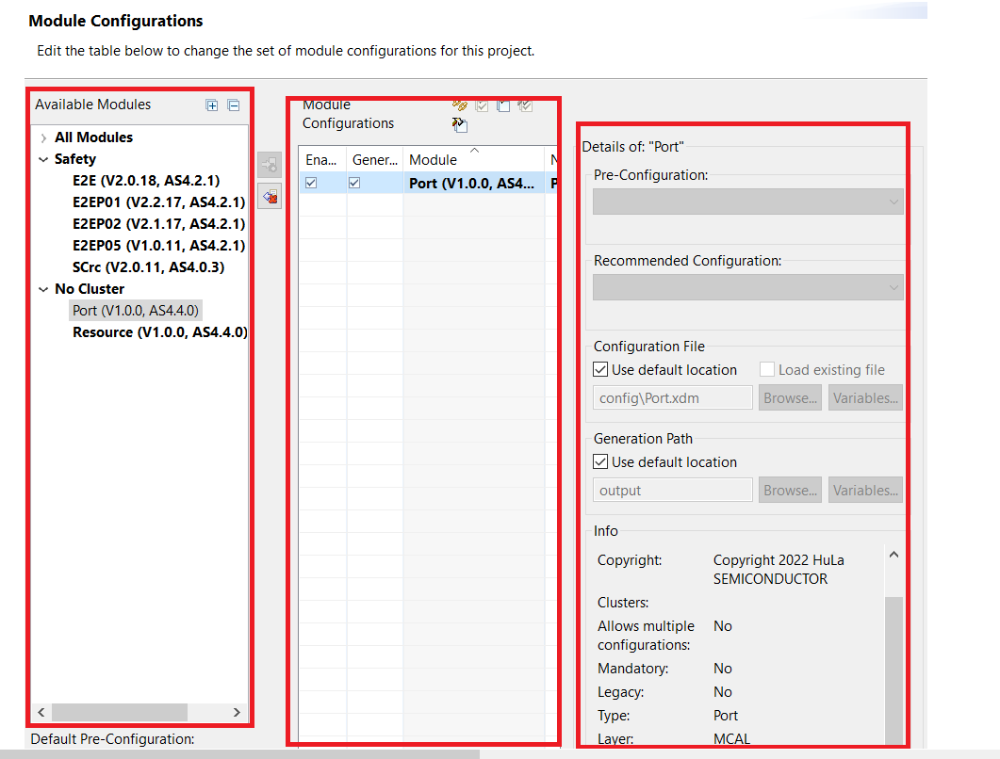 Module Configurations
Edit the table below to change the set of module configurations for this project.
Available Modules
All Modules
Safety
E2E (V2.0.18, AS4.2.1)
E2EP01 (V2.2.17, AS4.2.1)
E2EP02 (V2.1.17, AS4.2.1)
E2EP05 (V1.0.11, AS4.2.1)
SCrc (V2.0.11, AS4.0.3)
No Cluster
Port (V1.0.0, AS4.4.0)
Resource (V1.0.0, AS4.4.0)
Default Pre-Configuration:
Module
Configurations
Ena... Gener... Module N
Port (V1.0.0, AS4... P
Details of: "Port"
Pre-Configuration:
Recommended Configuration:
Configuration File
Use default location Load existing file
config\Port.xdm Browse... Variables...
Generation Path
Use default location
output Browse... Variables...
Info
Copyright: Copyright 2022 HuLa
SEMICONDUCTOR
Clusters:
Allows multiple No
configurations:
Mandatory: No
Legacy: No
Type: Port
Layer: MCAL